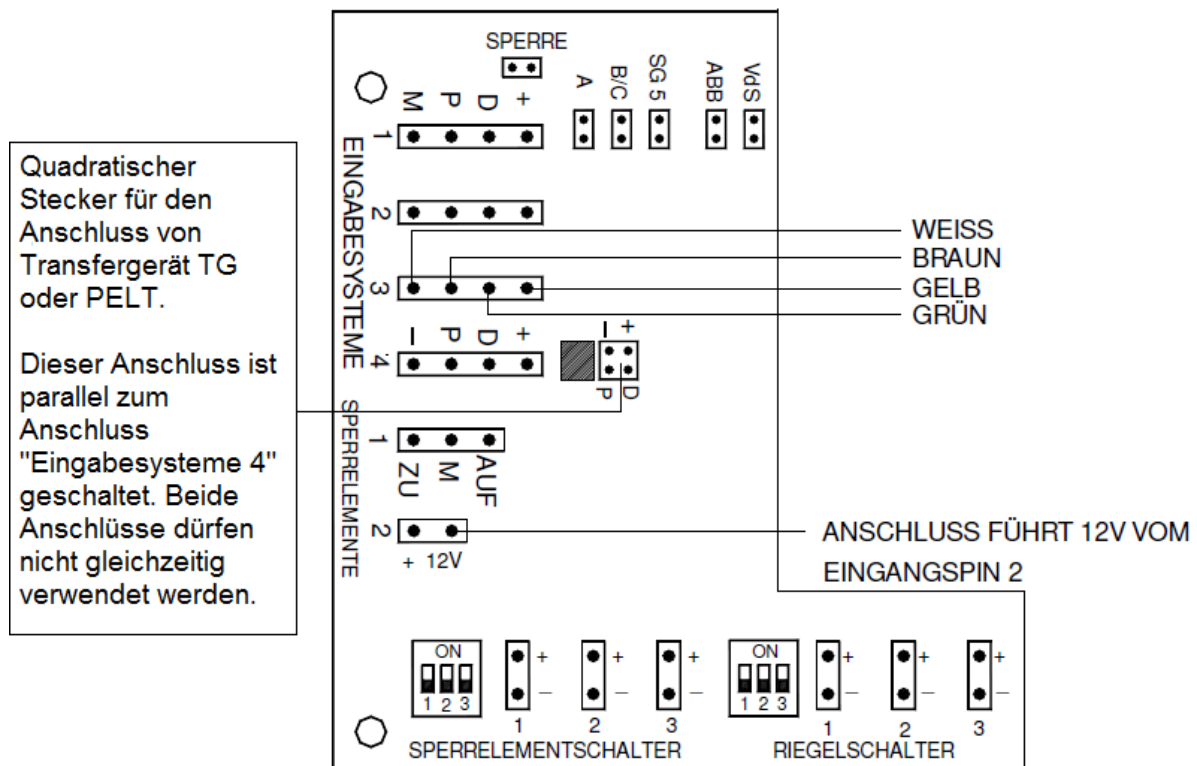 SPERRE
A
B/C
SG 5
ABB
VdS
M P D +
EINGABESYSTEME
1
2
3
4
– P D +
– +
P D
Quadratischer
Stecker für den
Anschluss von
Transfergerät TG
oder PELT.
Dieser Anschluss ist
parallel zum
Anschluss
"Eingabesysteme 4"
geschaltet. Beide
Anschlüsse dürfen
nicht gleichzeitig
verwendet werden.
WEISS
BRAUN
GELB
GRÜN
SPERRELEMENTE
1
ZU M AUF
2
+ 12V
ANSCHLUSS FÜHRT 12V VOM
EINGANGSPIN 2
ON
1 2 3
+ + +
– – –
1 2 3
SPERRELEMENTSCHALTER
ON
1 2 3
+ + +
– – –
1 2 3
RIEGELSCHALTER